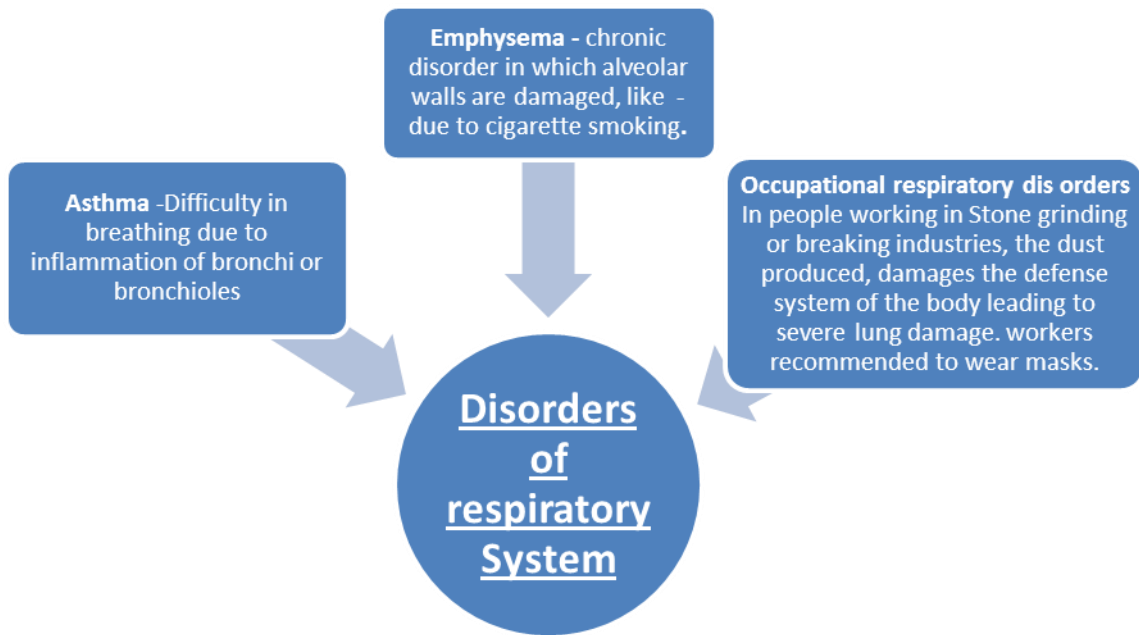 Emphysema - chronic
disorder in which alveolar
walls are damaged, like -
due to cigarette smoking.
Asthma -Difficulty in
breathing due to
inflammation of bronchi or
bronchioles
Occupational respiratory dis orders
In people working in Stone grinding
or breaking industries, the dust
produced, damages the defense
system of the body leading to
severe lung damage. workers
recommended to wear masks.
Disorders
of
respiratory
System